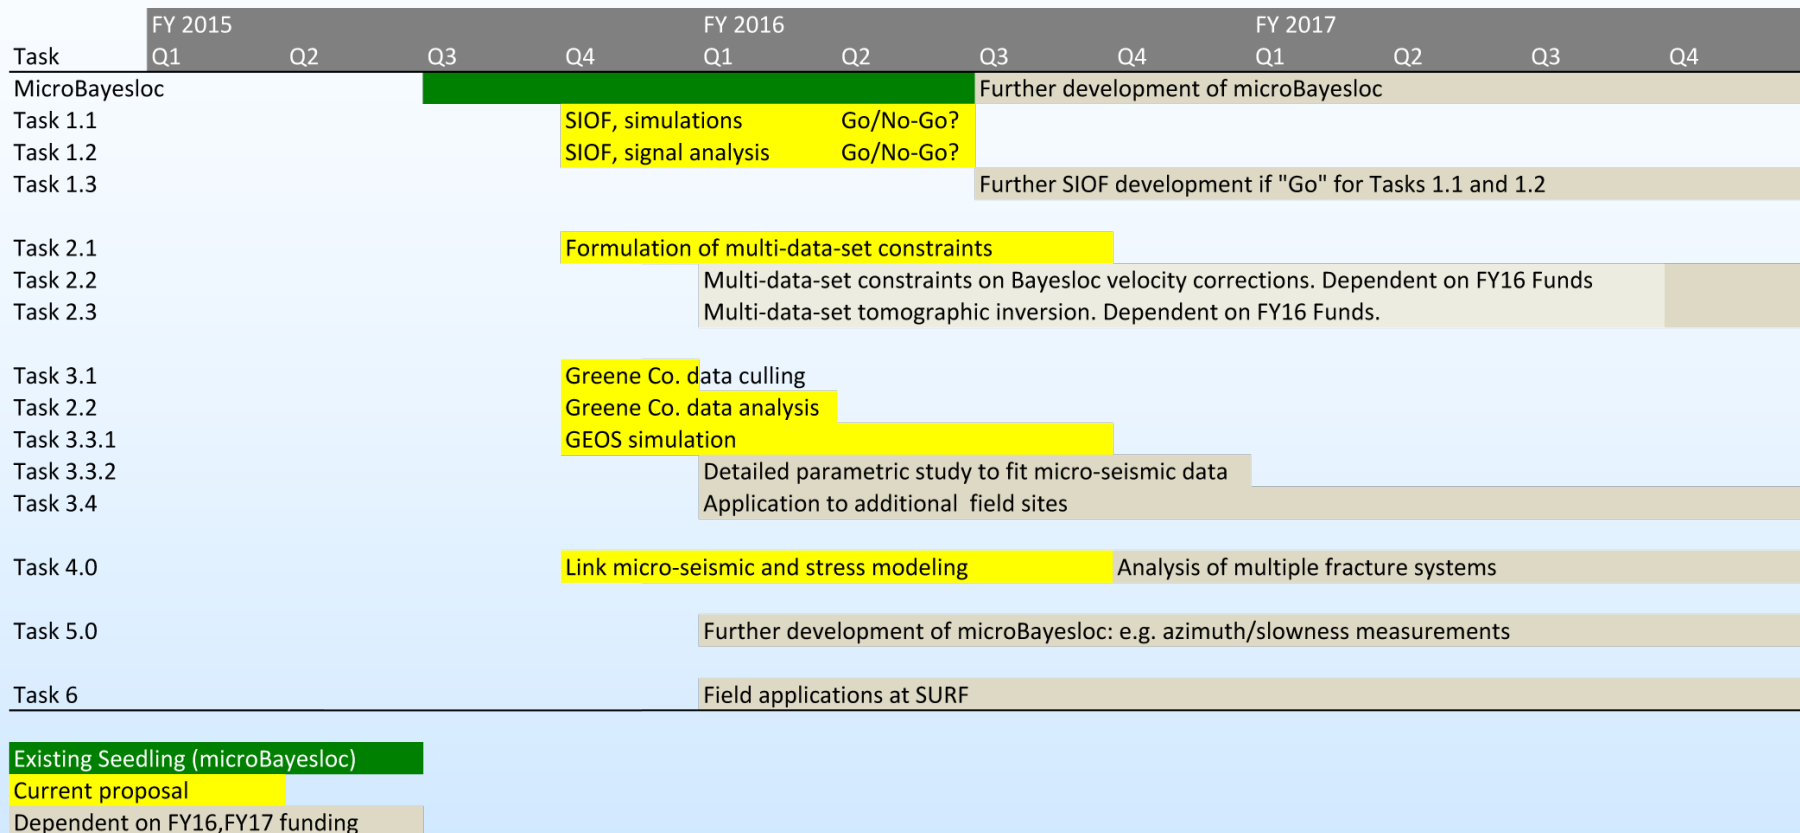 FY 2015 FY 2016 FY 2017
Task Q1 Q2 Q3 Q4 Q1 Q2 Q3 Q4 Q1 Q2 Q3 Q4
MicroBayesloc Further development of microBayesloc
Task 1.1 SIOF, simulations Go/No-Go?
Task 1.2 SIOF, signal analysis Go/No-Go?
Task 1.3 Further SIOF development if "Go" for Tasks 1.1 and 1.2
Task 2.1 Formulation of multi-data-set constraints
Task 2.2 Multi-data-set constraints on Bayesloc velocity corrections. Dependent on FY16 Funds
Task 2.3 Multi-data-set tomographic inversion. Dependent on FY16 Funds.
Task 3.1 Greene Co. data culling
Task 2.2 Greene Co. data analysis
Task 3.3.1 GEOS simulation
Task 3.3.2 Detailed parametric study to fit micro-seismic data
Task 3.4 Application to additional field sites
Task 4.0 Link micro-seismic and stress modeling Analysis of multiple fracture systems
Task 5.0 Further development of microBayesloc: e.g. azimuth/slowness measurements
Task 6 Field applications at SURF
Existing Seedling (microBayesloc)
Current proposal
Dependent on FY16,FY17 funding